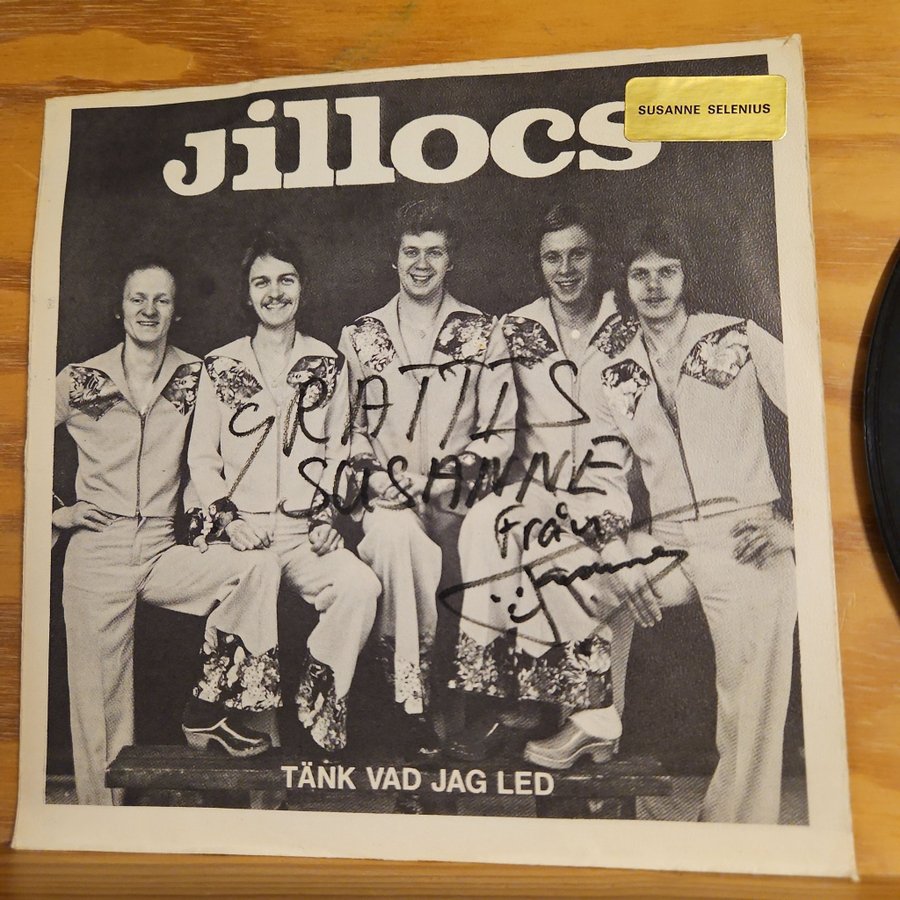 jillocs
SUSANNE SELENIUS
GRATTIS
SUSANNE
Från
TÄNK VAD JAG LED